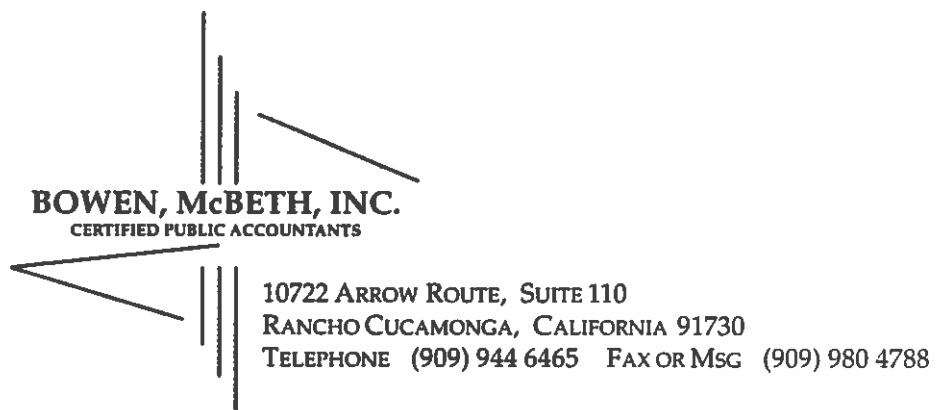 BOWEN, McBETH, INC.
CERTIFIED PUBLIC ACCOUNTANTS
10722 ARROW ROUTE, SUITE 110
RANCHO CUCAMONGA, CALIFORNIA 91730
TELEPHONE (909) 944 6465 FAX OR MSG (909) 980 4788